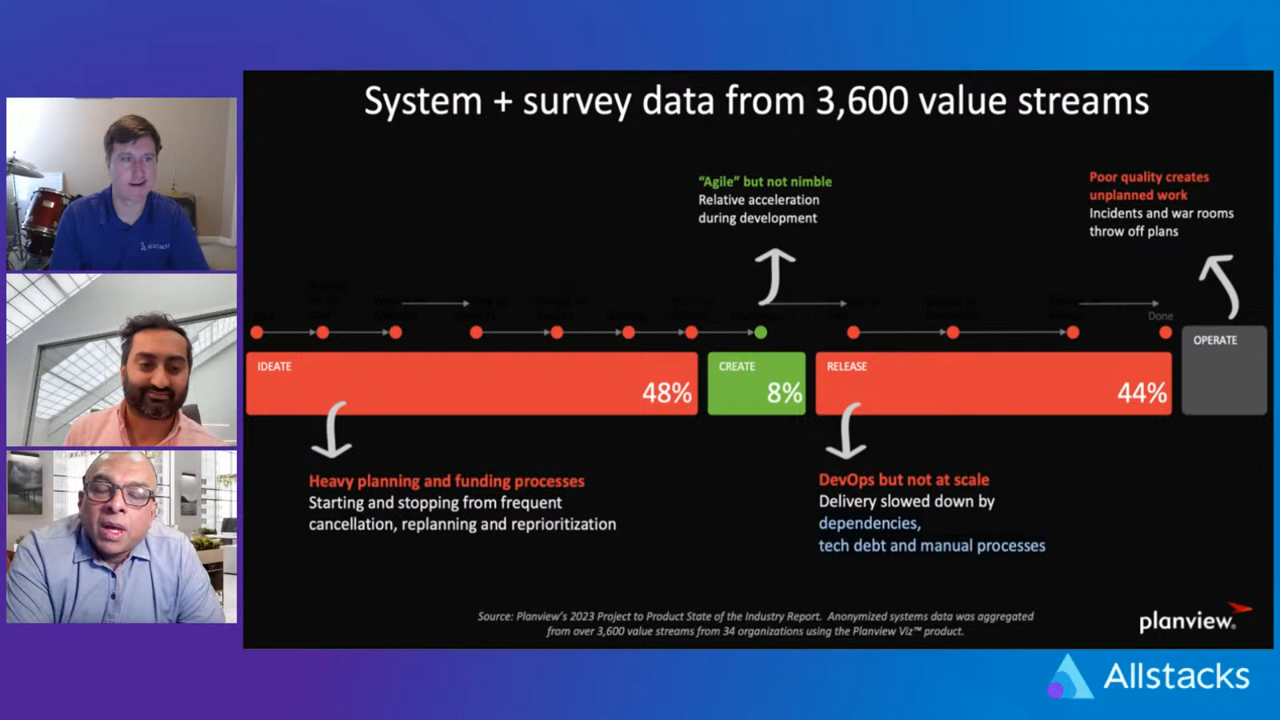 System + survey data from 3,600 value streams
"Agile" but not nimble
Relative acceleration
during development
Poor quality creates
unplanned work
Incidents and war rooms
throw off plans
Done
IDEATE
48%
CREATE
8%
RELEASE
44%
OPERATE
Heavy planning and funding processes
Starting and stopping from frequent
cancellation, replanning and reprioritization
DevOps but not at scale
Delivery slowed down by
dependencies,
tech debt and manual processes
Source: Planview's 2023 Project to Product State of the Industry Report. Anonymized systems data was aggregated
from over 3,600 value streams from 34 organizations using the Planview Viz™ product.
planview®
Allstacks
Allstacks